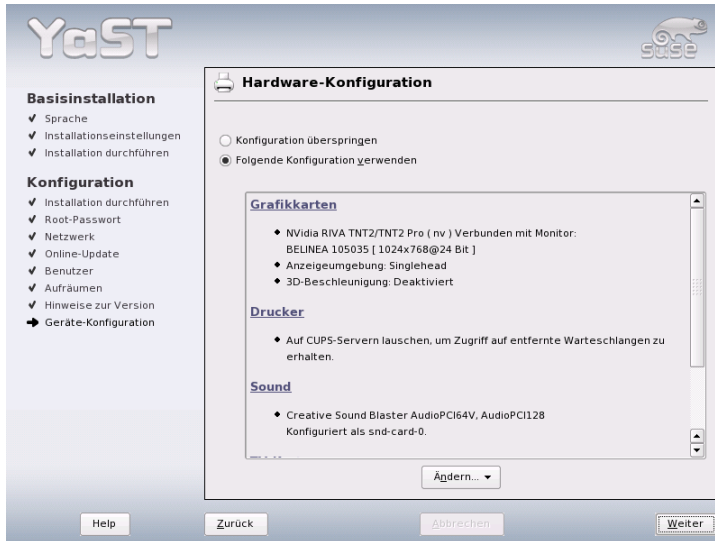 YaST
SUSE
Basisinstallation
Sprache
Installationseinstellungen
Installation durchführen
Konfiguration
Installation durchführen
Root-Passwort
Netzwerk
Online-Update
Benutzer
Aufräumen
Hinweise zur Version
Geräte-Konfiguration
Hardware-Konfiguration
Konfiguration überspringen
Folgende Konfiguration verwenden
Grafikkarten
NVidia RIVA TNT2/TNT2 Pro ( nv ) Verbunden mit Monitor:
BELINEA 105035 [ 1024x768@24 Bit ]
Anzeigeumgebung: Singlehead
3D-Beschleunigung: Deaktiviert
Drucker
Auf CUPS-Servern lauschen, um Zugriff auf entfernte Warteschlangen zu
erhalten.
Sound
Creative Sound Blaster AudioPCI64V, AudioPCI128
Konfiguriert als snd-card-0.
Ändern...
Help
Zurück
Abbrechen
Weiter